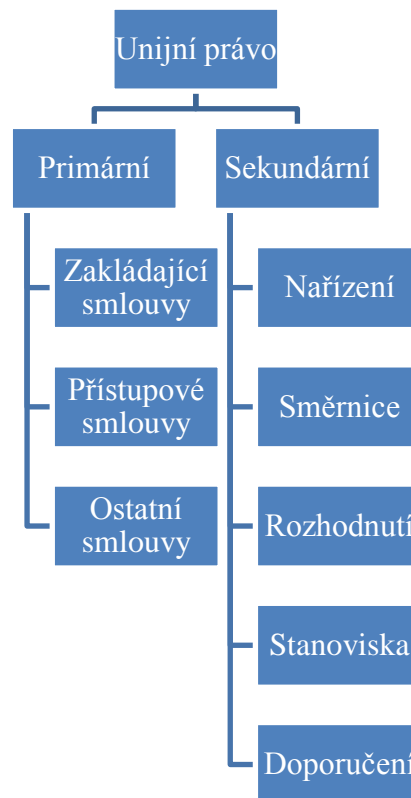 Unijní právo
Primární
Sekundární
Zakládající
smlouvy
Přístupové
smlouvy
Ostatní
smlouvy
Nařízení
Směrnice
Rozhodnutí
Stanoviska
Doporučení